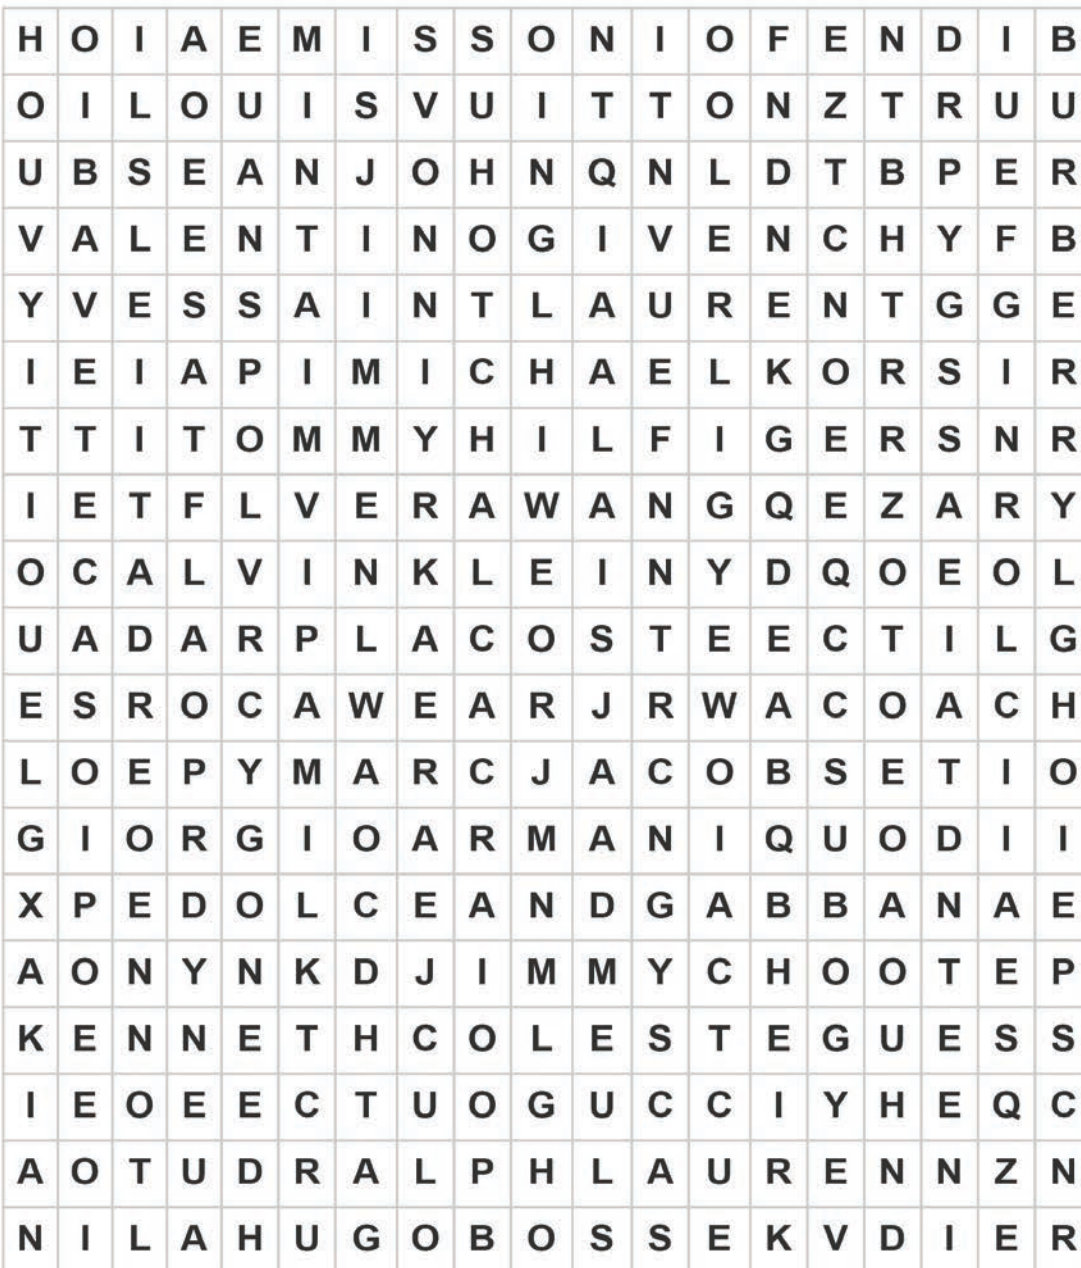 H O I A E M I S S O N I O F E N D I B
O I L O U I S V U I T T O N Z T R U U
U B S E A N J O H N Q N L D T B P E R
V A L E N T I N O G I V E N C H Y F B
Y V E S S A I N T L A U R E N T G G E
I E I A P I M I C H A E L K O R S I R
T T I T O M M Y H I L F I G E R S N R
I E T F L V E R A W A N G Q E Z A R Y
O C A L V I N K L E I N Y D Q O E O L
U A D A R P L A C O S T E E C T I L G
E S R O C A W E A R J R W A C O A C H
L O E P Y M A R C J A C O B S E T I O
G I O R G I O A R M A N I Q U O D I I
X P E D O L C E A N D G A B B A N A E
A O N Y N K D J I M M Y C H O O T E P
K E N N E T H C O L E S T E G U E S S
I E O E E C T U O G U C C I Y H E Q C
A O T U D R A L P H L A U R E N N Z N
N I L A H U G O B O S S E K V D I E R